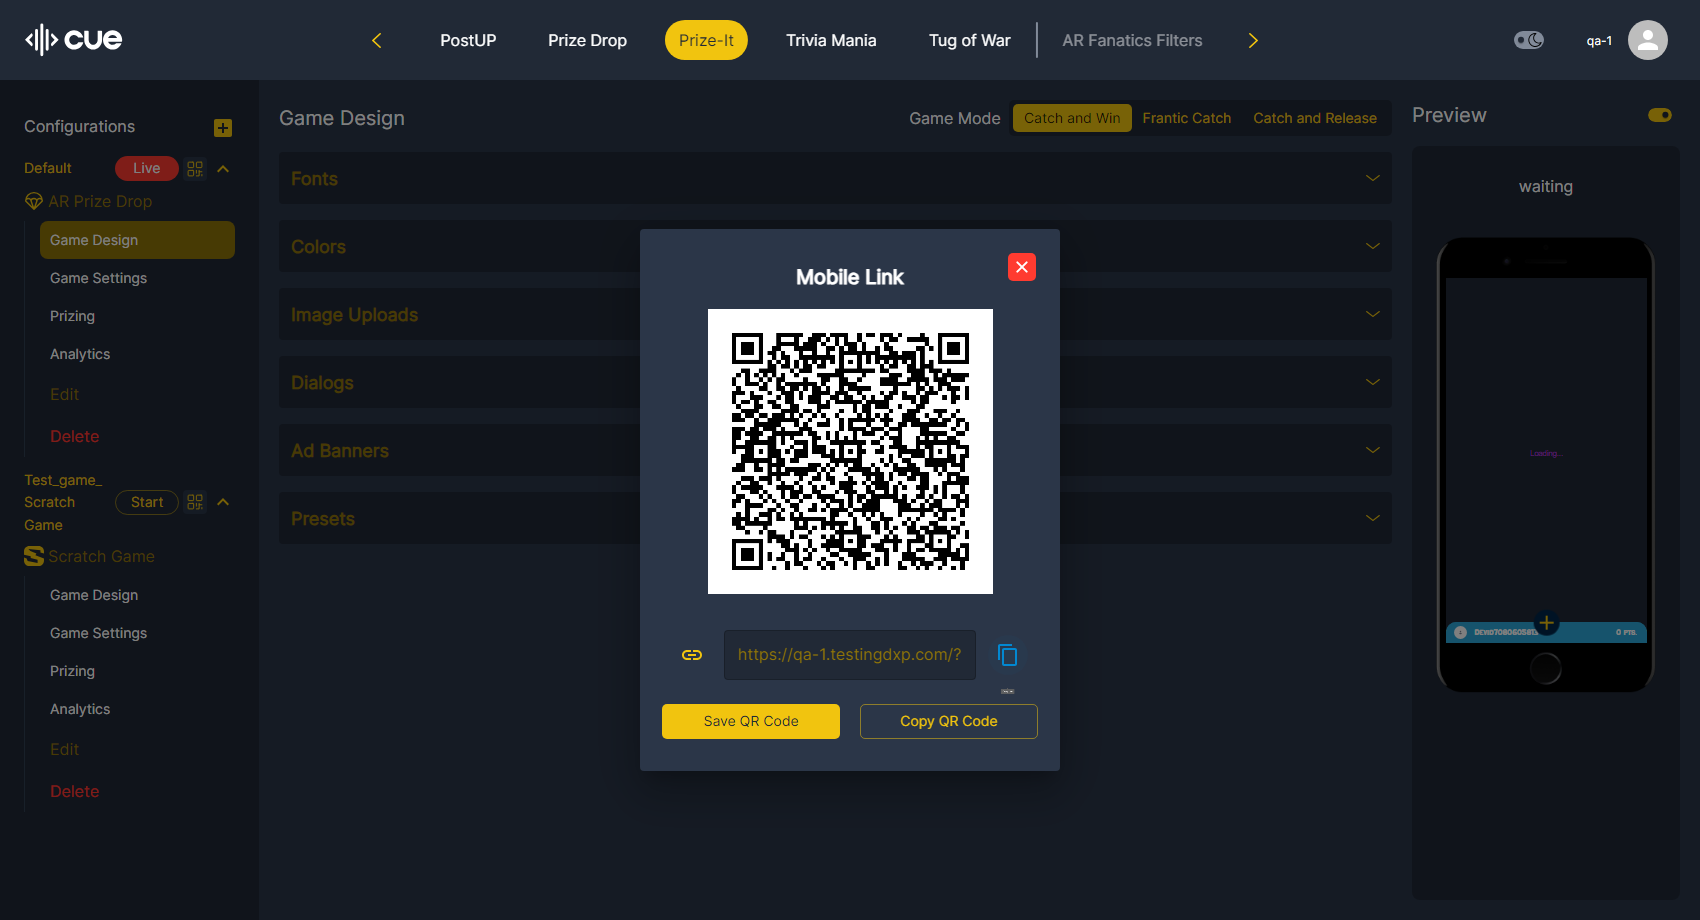 cue
PostUP
Prize Drop
Prize-It
Trivia Mania
Tug of War
AR Fanatics Filters
qa-1
Configurations
Default
Live
AR Prize Drop
Game Design
Game Settings
Prizing
Analytics
Edit
Delete
Test_game_
Scratch
Game
Start
Scratch Game
Game Design
Game Settings
Prizing
Analytics
Edit
Delete
Game Design
Game Mode
Catch and Win
Frantic Catch
Catch and Release
Fonts
Colors
Image Uploads
Dialogs
Ad Banners
Presets
Mobile Link
https://qa-1.testingdxp.com/?
Save QR Code
Copy QR Code
Preview
waiting
Loading...
0 PTS.